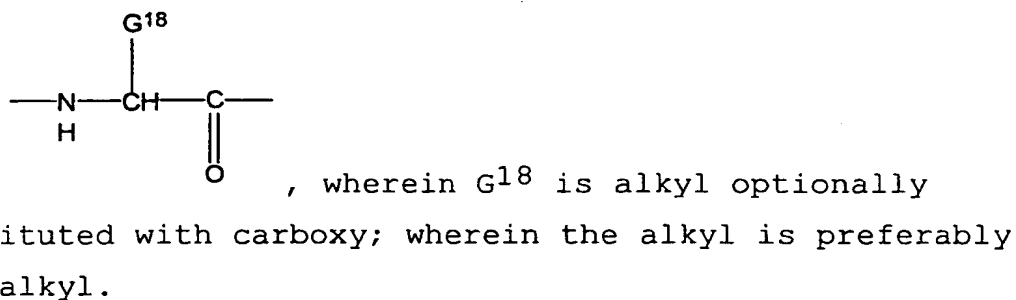 G18
—N—CH—C—
H
O
, wherein G18 is alkyl optionally
ituted with carboxy; wherein the alkyl is preferably
alkyl.